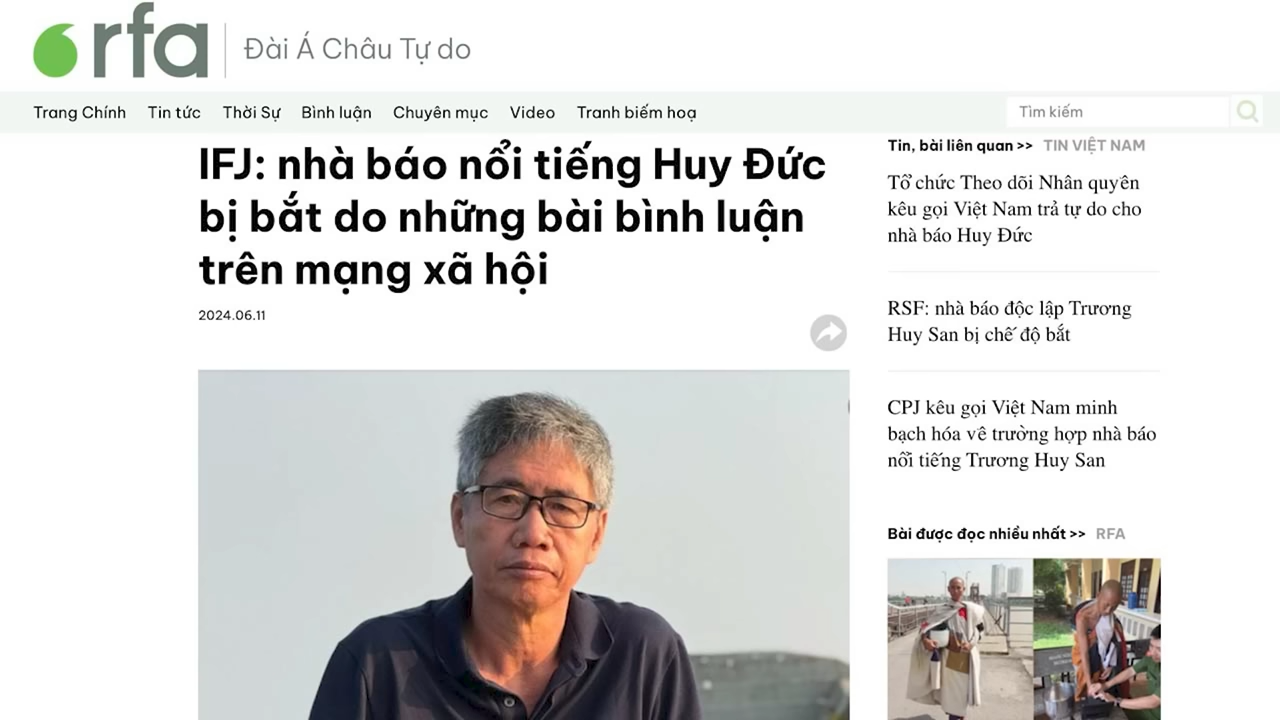 rfa Đài Á Châu Tự do
Trang Chính Tin tức Thời Sự Bình luận Chuyên mục Video Tranh biếm hoạ Tìm kiếm
IFJ: nhà báo nổi tiếng Huy Đức
bị bắt do những bài bình luận
trên mạng xã hội
2024.06.11
Tin, bài liên quan >> TIN VIỆT NAM
Tổ chức Theo dõi Nhân quyền
kêu gọi Việt Nam trả tự do cho
nhà báo Huy Đức
RSF: nhà báo độc lập Trương
Huy San bị chế độ bắt
CPJ kêu gọi Việt Nam minh
bạch hóa về trường hợp nhà báo
nổi tiếng Trương Huy San
Bài được đọc nhiều nhất >> RFA